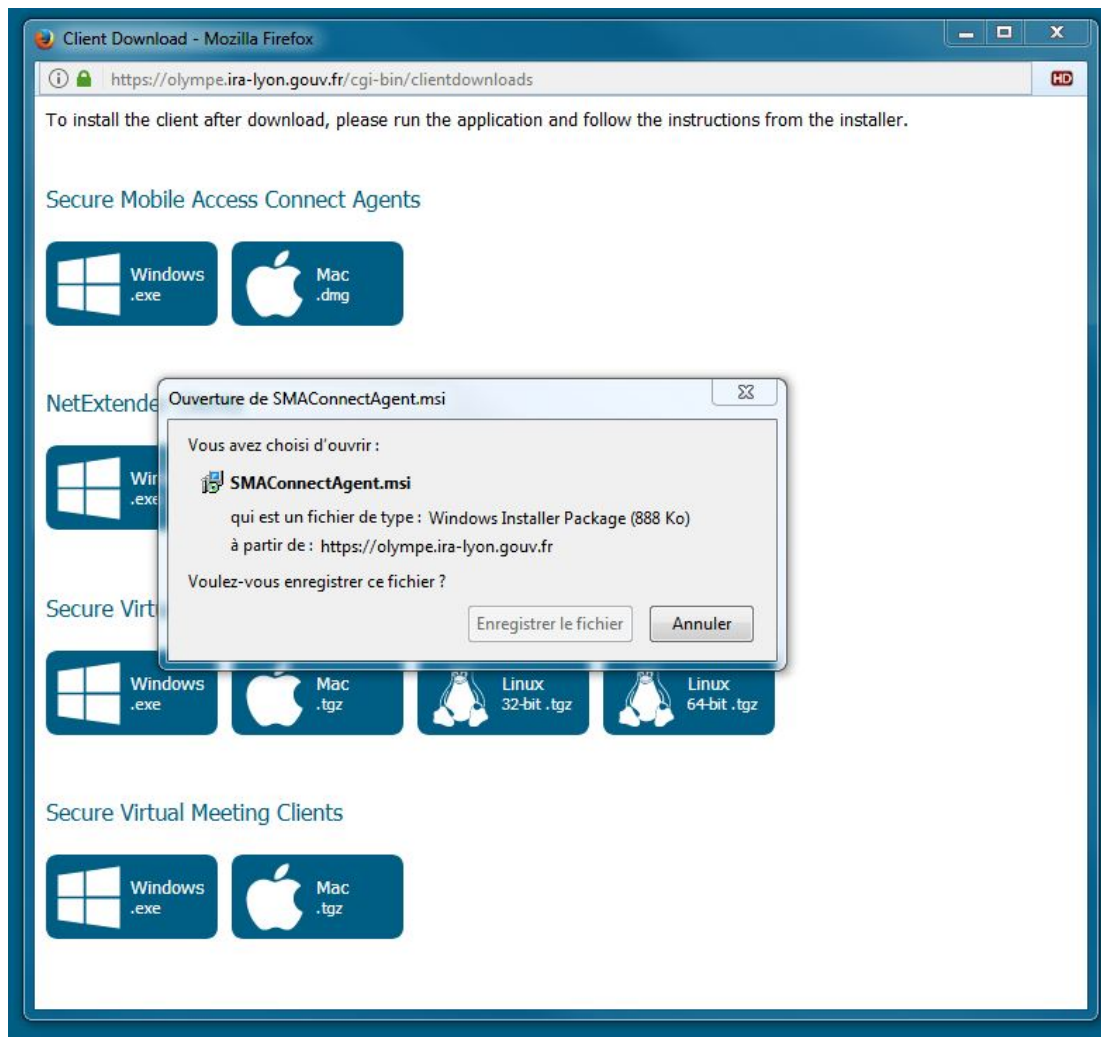 Client Download - Mozilla Firefox
https://olympe.ira-lyon.gouv.fr/cgi-bin/clientdownloads
HD
To install the client after download, please run the application and follow the instructions from the installer.
Secure Mobile Access Connect Agents
Windows
.exe
Mac
.dmg
NetExtende
Ouverture de SMAConnectAgent.msi
Vous avez choisi d'ouvrir :
SMAConnectAgent.msi
qui est un fichier de type : Windows Installer Package (888 Ko)
à partir de : https://olympe.ira-lyon.gouv.fr
Voulez-vous enregistrer ce fichier ?
Enregistrer le fichier
Annuler
Win
.exe
Secure Virt
Windows
.exe
Mac
.tgz
Linux
32-bit .tgz
Linux
64-bit .tgz
Secure Virtual Meeting Clients
Windows
.exe
Mac
.tgz